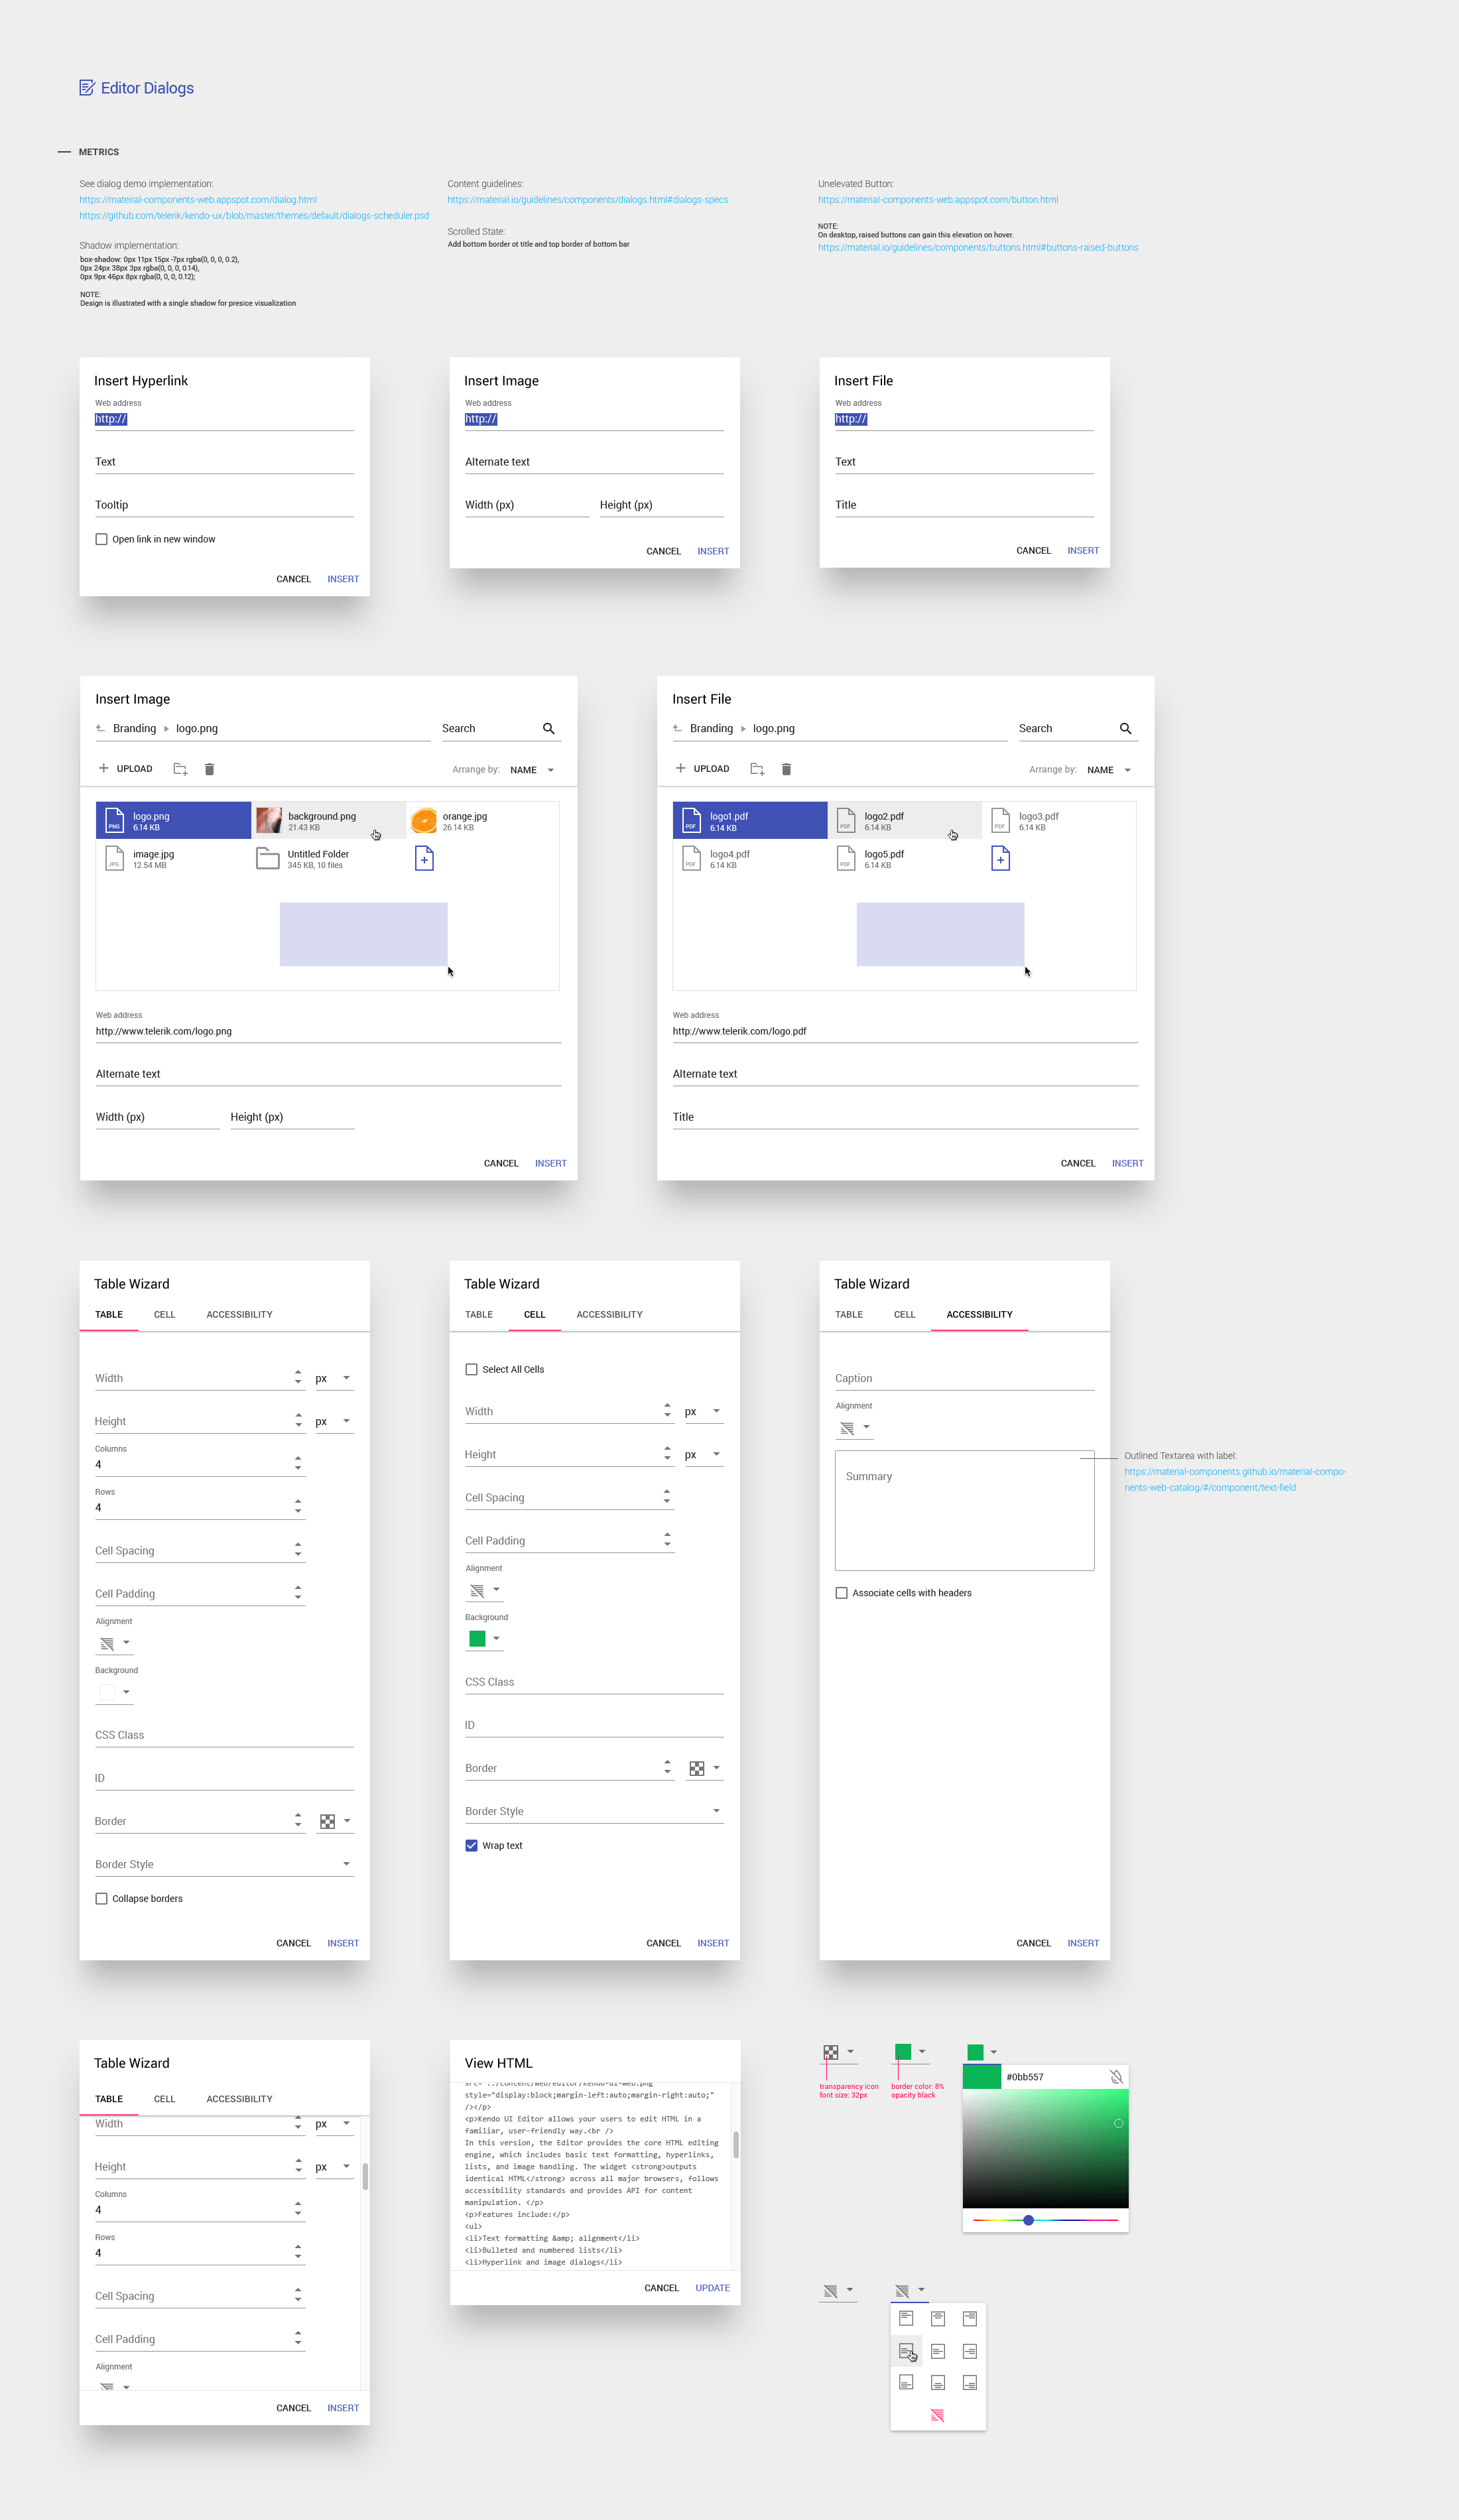 Editor Dialogs
METRICS
See dialog demo implementation:
https://material-components-web.appspot.com/dialog.html
https://github.com/telerik/kendo-ux/blob/master/themes/default/dialogs-scheduler.psd
Shadow implementation:
box-shadow: 0px 11px 15px -7px rgba(0, 0, 0, 0.2),
0px 24px 38px 3px rgba(0, 0, 0, 0.14),
0px 9px 46px 8px rgba(0, 0, 0, 0.12);
NOTE:
Design is illustrated with a single shadow for presice visualization
Content guidelines:
https://material.io/guidelines/components/dialogs.html#dialogs-specs
Scrolled State:
Add bottom border ot title and top border of bottom bar
Unelevated Button:
https://material-components-web.appspot.com/button.html
NOTE:
On desktop, raised buttons can gain this elevation on hover.
https://material.io/guidelines/components/buttons.html#buttons-raised-buttons
Insert Hyperlink
Web address
http://
Text
Tooltip
Open link in new window
CANCEL INSERT
Insert Image
Web address
http://
Alternate text
Width (px) Height (px)
CANCEL INSERT
Insert File
Web address
http://
Text
Title
CANCEL INSERT
Insert Image
Branding logo.png Search
UPLOAD Arrange by: NAME
PNG logo.png background.png orange.jpg
6.14 KB 21.43 KB 26.14 KB
JPG image.jpg Untitled Folder
12.54 MB 345 KB, 10 files
Web address
http://www.telerik.com/logo.png
Alternate text
Width (px) Height (px)
CANCEL INSERT
Insert File
Branding logo.png Search
UPLOAD Arrange by: NAME
PDF logo1.pdf PDF logo2.pdf PDF logo3.pdf
6.14 KB 6.14 KB 6.14 KB
PDF logo4.pdf PDF logo5.pdf
6.14 KB 6.14 KB
Web address
http://www.telerik.com/logo.pdf
Alternate text
Title
CANCEL INSERT
Table Wizard
TABLE CELL ACCESSIBILITY
Width px
Height px
Columns
4
Rows
4
Cell Spacing
Cell Padding
Alignment
Background
CSS Class
ID
Border
Border Style
Collapse borders
CANCEL INSERT
Table Wizard
TABLE CELL ACCESSIBILITY
Select All Cells
Width px
Height px
Cell Spacing
Cell Padding
Alignment
Background
CSS Class
ID
Border
Border Style
Wrap text
CANCEL INSERT
Table Wizard
TABLE CELL ACCESSIBILITY
Caption
Alignment
Summary
Associate cells with headers
CANCEL INSERT
Outlined Textarea with label:
https://material-components.github.io/material-compo-
nents-web-catalog/#/component/text-field
Table Wizard
TABLE CELL ACCESSIBILITY
Width px
Height px
Columns
4
Rows
4
Cell Spacing
Cell Padding
Alignment
CANCEL INSERT
View HTML
src="../content/web/editor/kendo-ui-web.png"
style="display:block;margin-left:auto;margin-right:auto;"
/></p>
<p>Kendo UI Editor allows your users to edit HTML in a
familiar, user-friendly way.<br />
In this version, the Editor provides the core HTML editing
engine, which includes basic text formatting, hyperlinks,
lists, and image handling. The widget <strong>outputs
identical HTML</strong> across all major browsers, follows
accessibility standards and provides API for content
manipulation. </p>
<p>Features include:</p>
<ul>
<li>Text formatting &amp; alignment</li>
<li>Bulleted and numbered lists</li>
<li>Hyperlink and image dialogs</li>
CANCEL UPDATE
transparency icon
font size: 32px
border color: 8%
opacity black
#0bb557